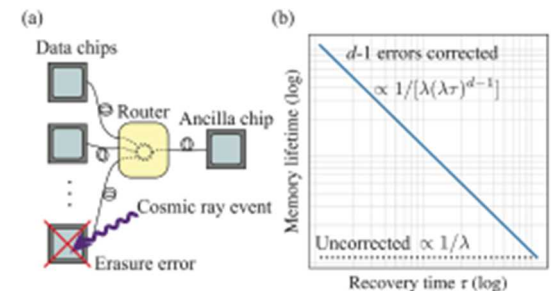 (a)
Data chips
Router
Ancilla chip
Cosmic ray event
Erasure error
(b)
Memory lifetime (log)
d-1 errors corrected
∝ 1/[λ(λτ)^{d-1}]
Uncorrected ∝ 1/λ
Recovery time τ (log)